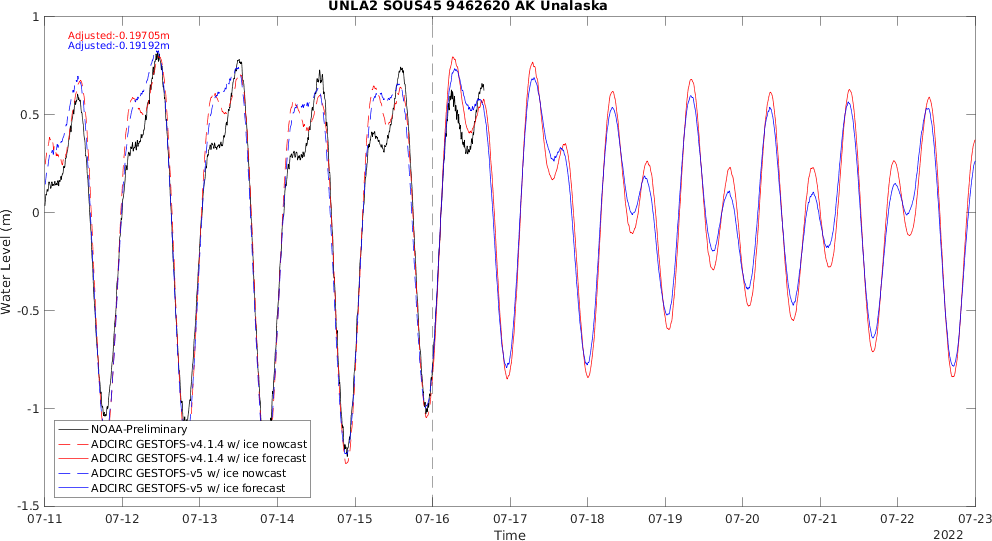 UNLA2 SOUS45 9462620 AK Unalaska
Adjusted:-0.19705m
Adjusted:-0.19192m
1
0.5
0
-0.5
-1
-1.5
Water Level (m)
NOAA-Preliminary
ADCIRC GESTOFS-v4.1.4 w/ ice nowcast
ADCIRC GESTOFS-v4.1.4 w/ ice forecast
ADCIRC GESTOFS-v5 w/ ice nowcast
ADCIRC GESTOFS-v5 w/ ice forecast
07-11 07-12 07-13 07-14 07-15 07-16 07-17 07-18 07-19 07-20 07-21 07-22 07-23
Time
2022